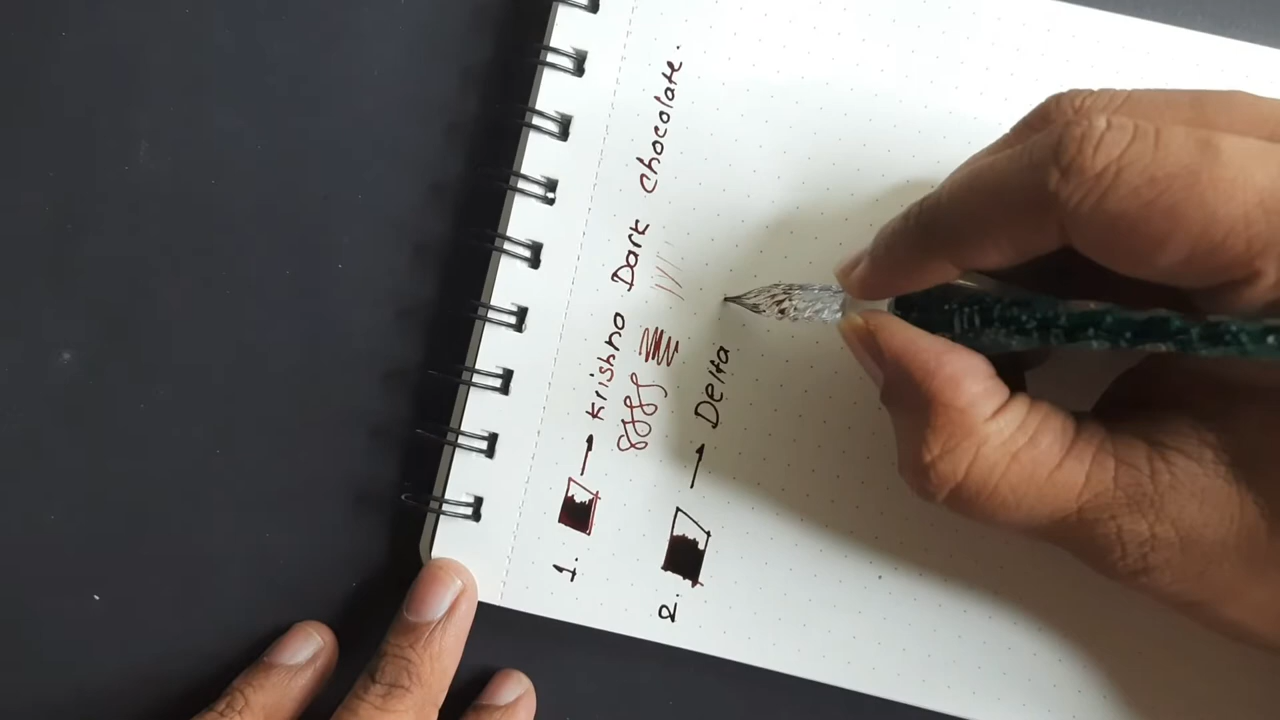 1. → Krishna Dark chocolate.
2. → Delta